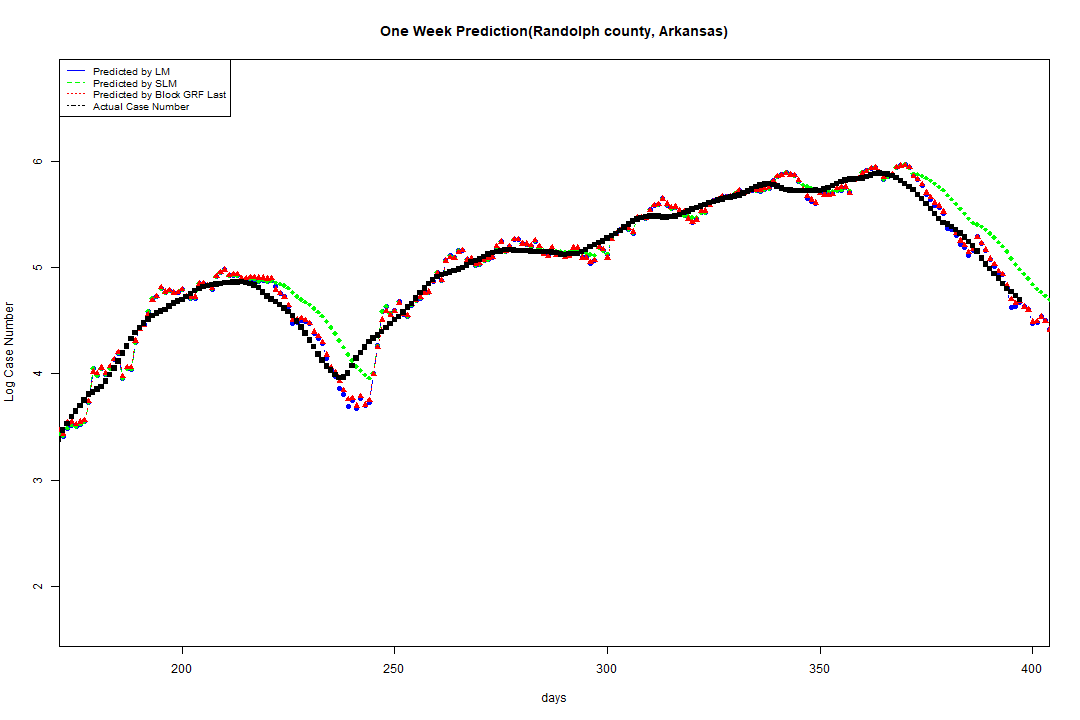 One Week Prediction(Randolph county, Arkansas)
Predicted by LM
Predicted by SLM
Predicted by Block GRF Last
Actual Case Number
6
5
4
3
2
Log Case Number
200
250
300
350
400
days